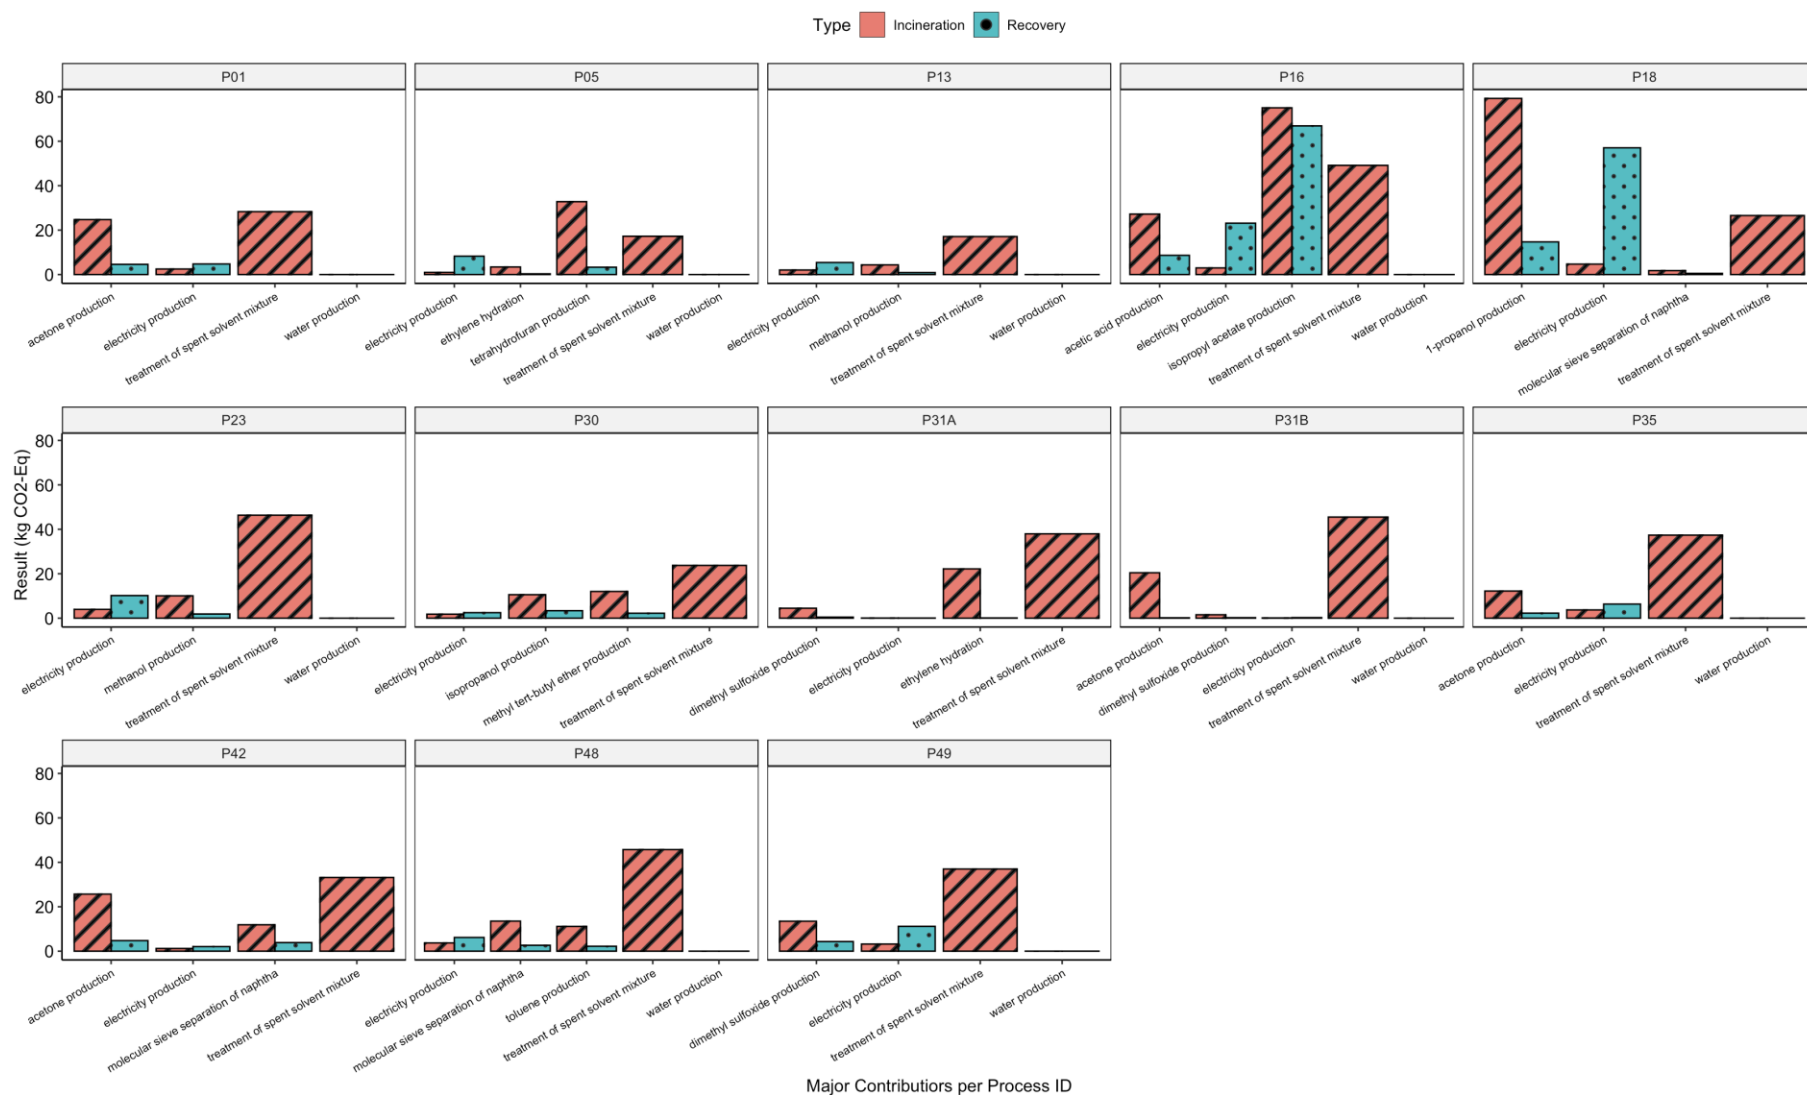 Type Incineration Recovery
P01 P05 P13 P16 P18
80
60
40
20
0
acetone production
electricity production
treatment of spent solvent mixture
water production
electricity production
ethylene hydration
tetrahydrofuran production
treatment of spent solvent mixture
water production
electricity production
methanol production
treatment of spent solvent mixture
water production
acetic acid production
electricity production
isopropyl acetate production
treatment of spent solvent mixture
water production
1-propanol production
electricity production
molecular sieve separation of naphtha
treatment of spent solvent mixture
Result (kg CO2-Eq)
P23 P30 P31A P31B P35
80
60
40
20
0
electricity production
methanol production
treatment of spent solvent mixture
water production
electricity production
isopropanol production
methyl tert-butyl ether production
treatment of spent solvent mixture
dimethyl sulfoxide production
electricity production
ethylene hydration
treatment of spent solvent mixture
acetone production
dimethyl sulfoxide production
electricity production
treatment of spent solvent mixture
water production
acetone production
electricity production
treatment of spent solvent mixture
water production
P42 P48 P49
80
60
40
20
0
acetone production
electricity production
molecular sieve separation of naphtha
treatment of spent solvent mixture
electricity production
molecular sieve separation of naphtha
toluene production
treatment of spent solvent mixture
water production
dimethyl sulfoxide production
electricity production
treatment of spent solvent mixture
water production
Major Contributiors per Process ID